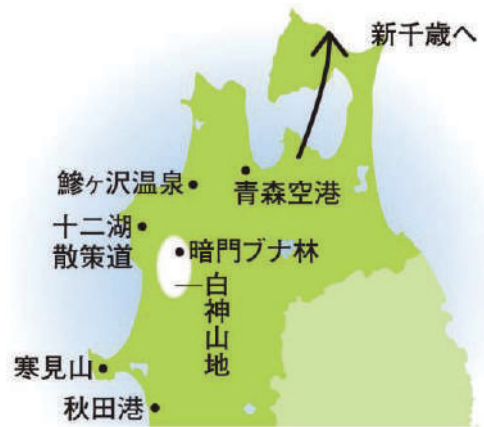 新千歳へ
鰺ヶ沢温泉
青森空港
十二湖
散策道
暗門ブナ林
白神山地
寒見山
秋田港